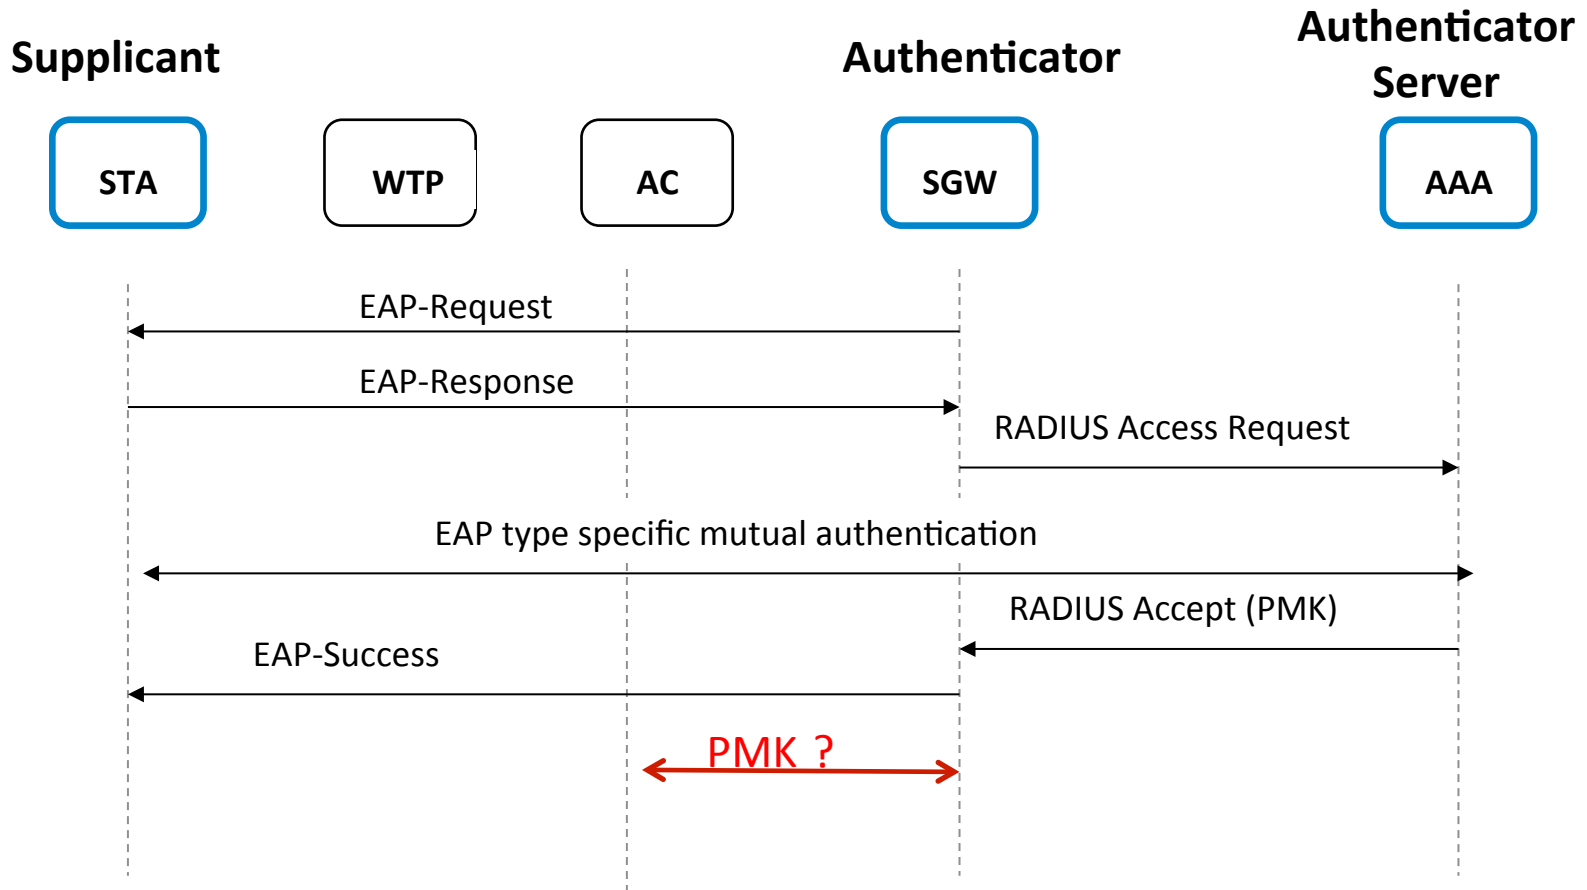 Supplicant
Authenticator
Authenticator
Server
STA
WTP
AC
SGW
AAA
EAP-Request
EAP-Response
RADIUS Access Request
EAP type specific mutual authentication
RADIUS Accept (PMK)
EAP-Success
PMK ?